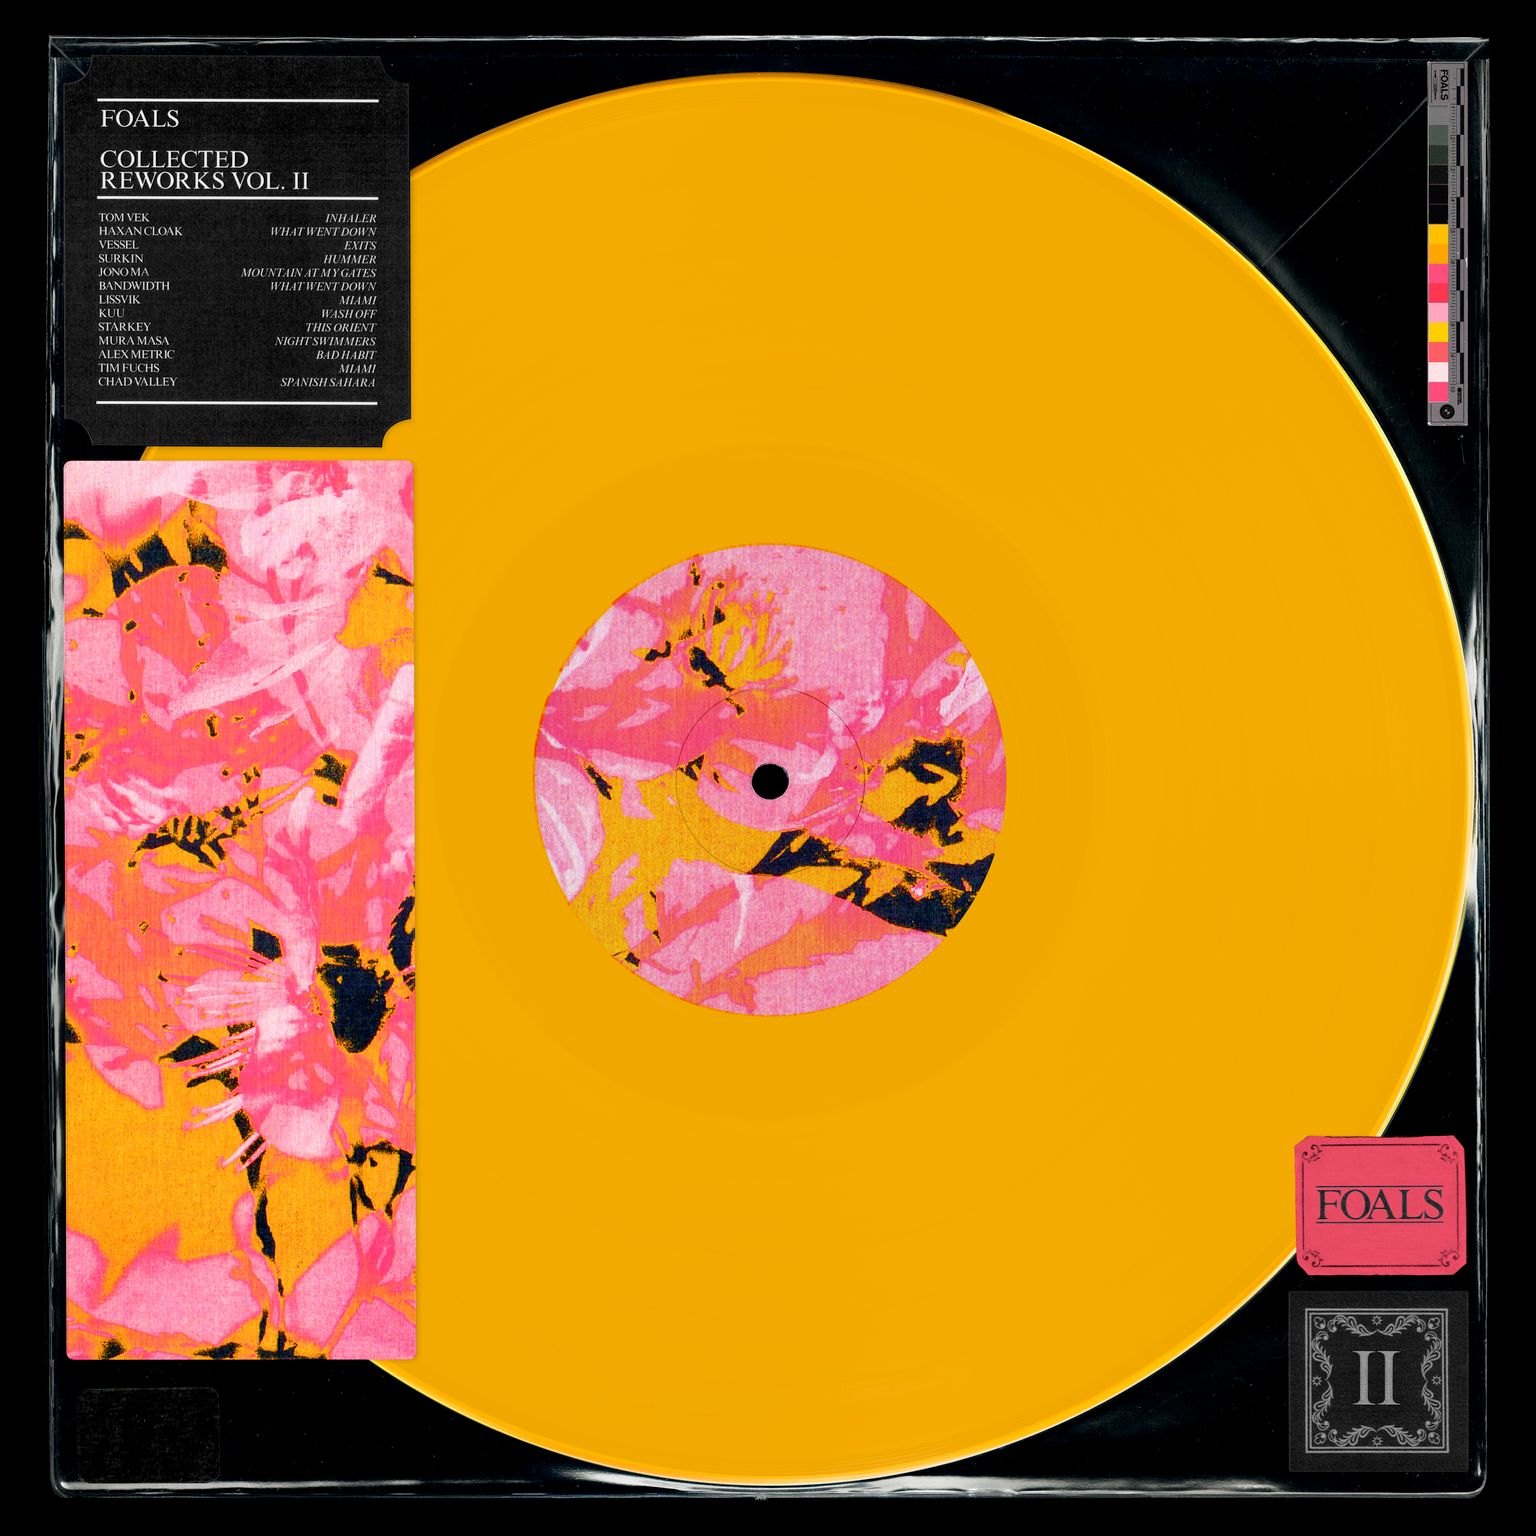 FOALS
COLLECTED
REWORKS VOL. II
TOM VEK INHALER
HAXAN CLOAK WHAT WENT DOWN
VESSEL EXITS
SURKIN HUMMER
JONO MA MOUNTAIN AT MY GATES
BANDWIDTH WHAT WENT DOWN
LISSVIK MIAMI
KUU WASH OFF
STARKEY THIS ORIENT
MURA MASA NIGHT SWIMMERS
ALEX METRIC BAD HABIT
TIM FUCHS MIAMI
CHAD VALLEY SPANISH SAHARA
FOALS
FOALS
II